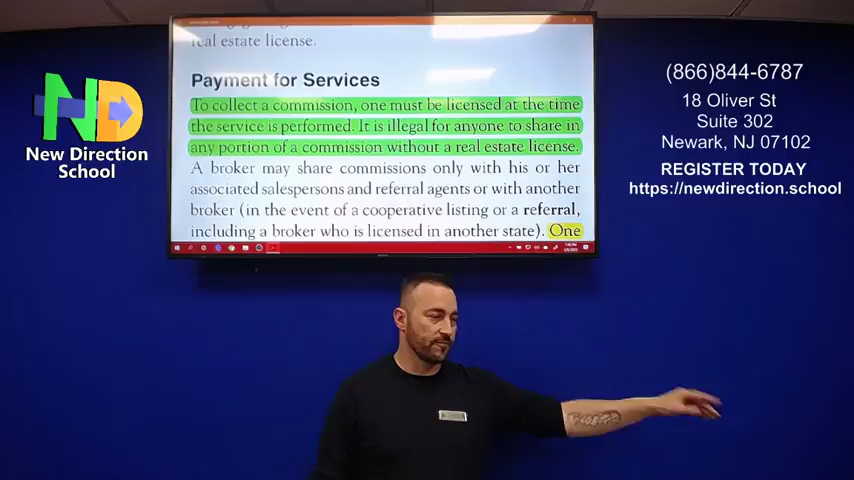 real estate license.
Payment for Services
To collect a commission, one must be licensed at the time
the service is performed. It is illegal for anyone to share in
any portion of a commission without a real estate license.
A broker may share commissions only with his or her
associated salespersons and referral agents or with another
broker (in the event of a cooperative listing or a referral,
including a broker who is licensed in another state). One
ND
New Direction
School
(866)844-6787
18 Oliver St
Suite 302
Newark, NJ 07102
REGISTER TODAY
https://newdirection.school